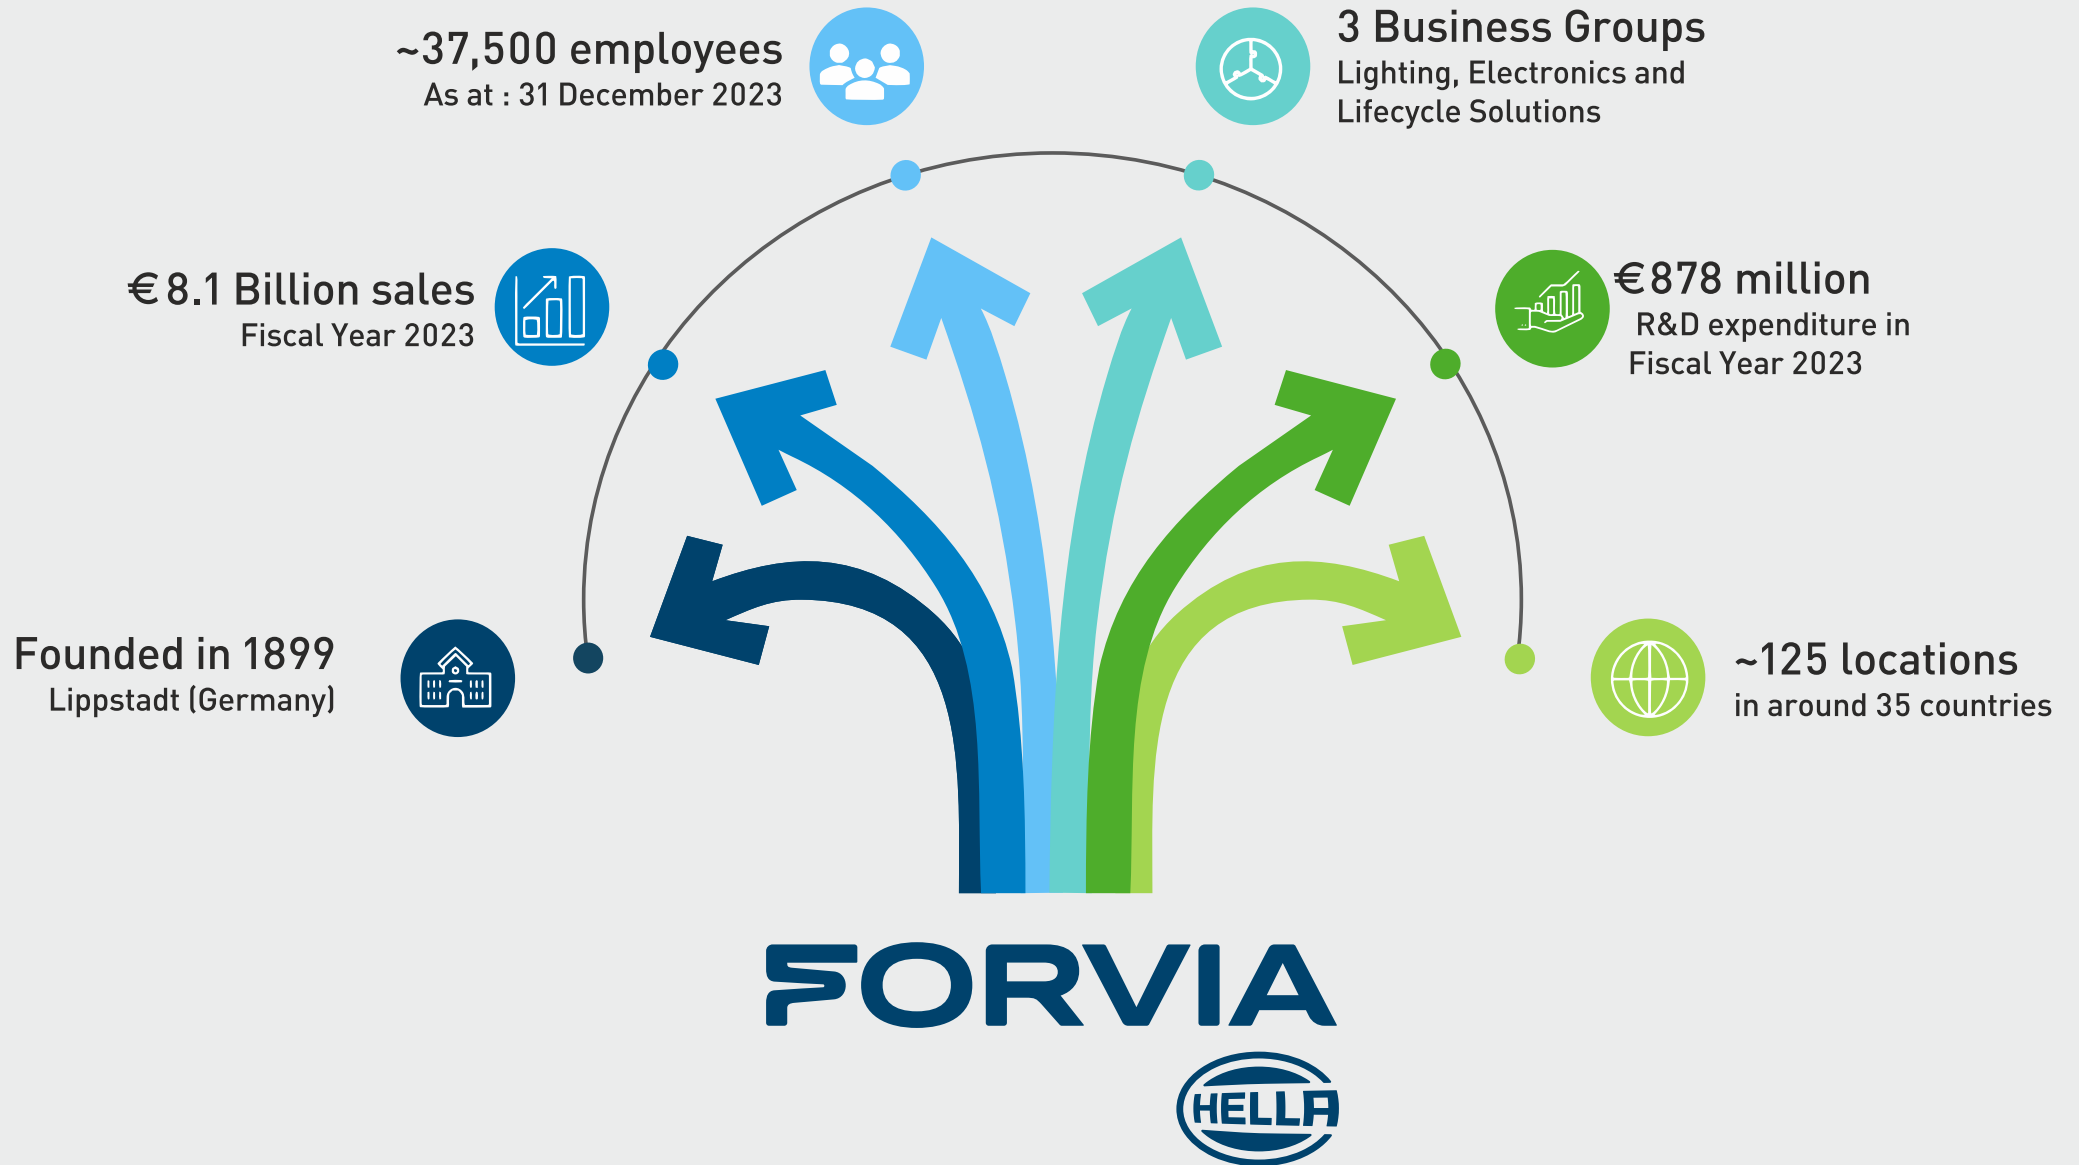 ~37,500 employees
As at : 31 December 2023
3 Business Groups
Lighting, Electronics and
Lifecycle Solutions
€8.1 Billion sales
Fiscal Year 2023
€878 million
R&D expenditure in
Fiscal Year 2023
Founded in 1899
Lippstadt (Germany)
~125 locations
in around 35 countries
FORVIA
HELLA